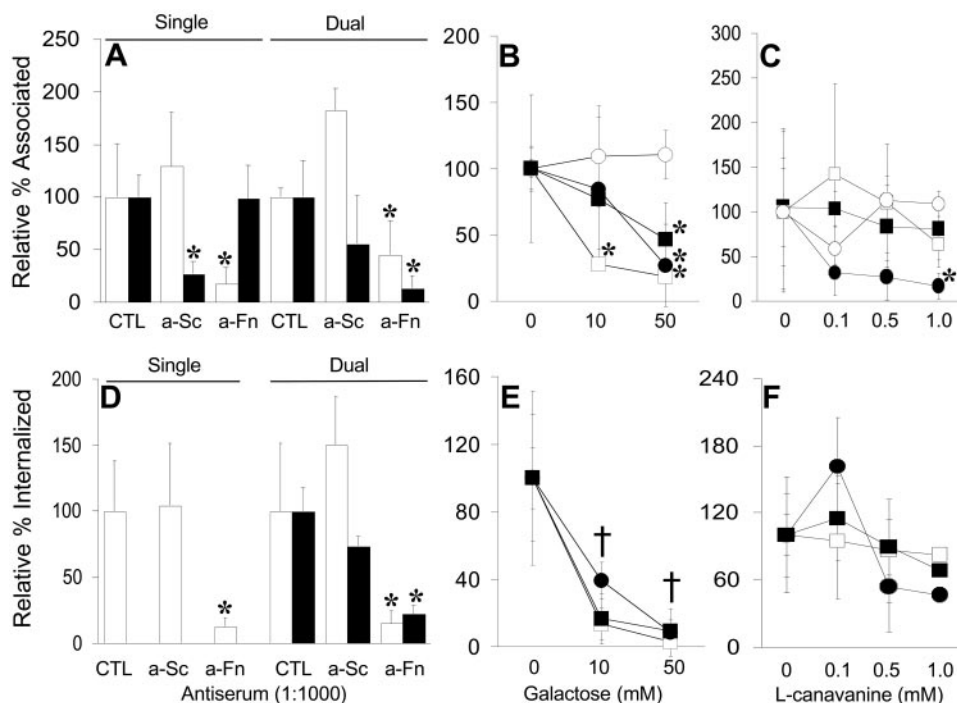 Single Dual
A
Relative % Associated
250
200
150
100
50
0
CTL a-Sc a-Fn CTL a-Sc a-Fn
* * * *
B
200
150
100
50
0
* * * *
0 10 50
C
300
250
200
150
100
50
0
*
0 0.1 0.5 1.0
Single Dual
D
Relative % Internalized
200
150
100
50
0
* * *
CTL a-Sc a-Fn CTL a-Sc a-Fn
Antiserum (1:1000)
E
160
120
80
40
0
† †
0 10 50
Galactose (mM)
F
240
180
120
60
0
0 0.1 0.5 1.0
L-canavanine (mM)